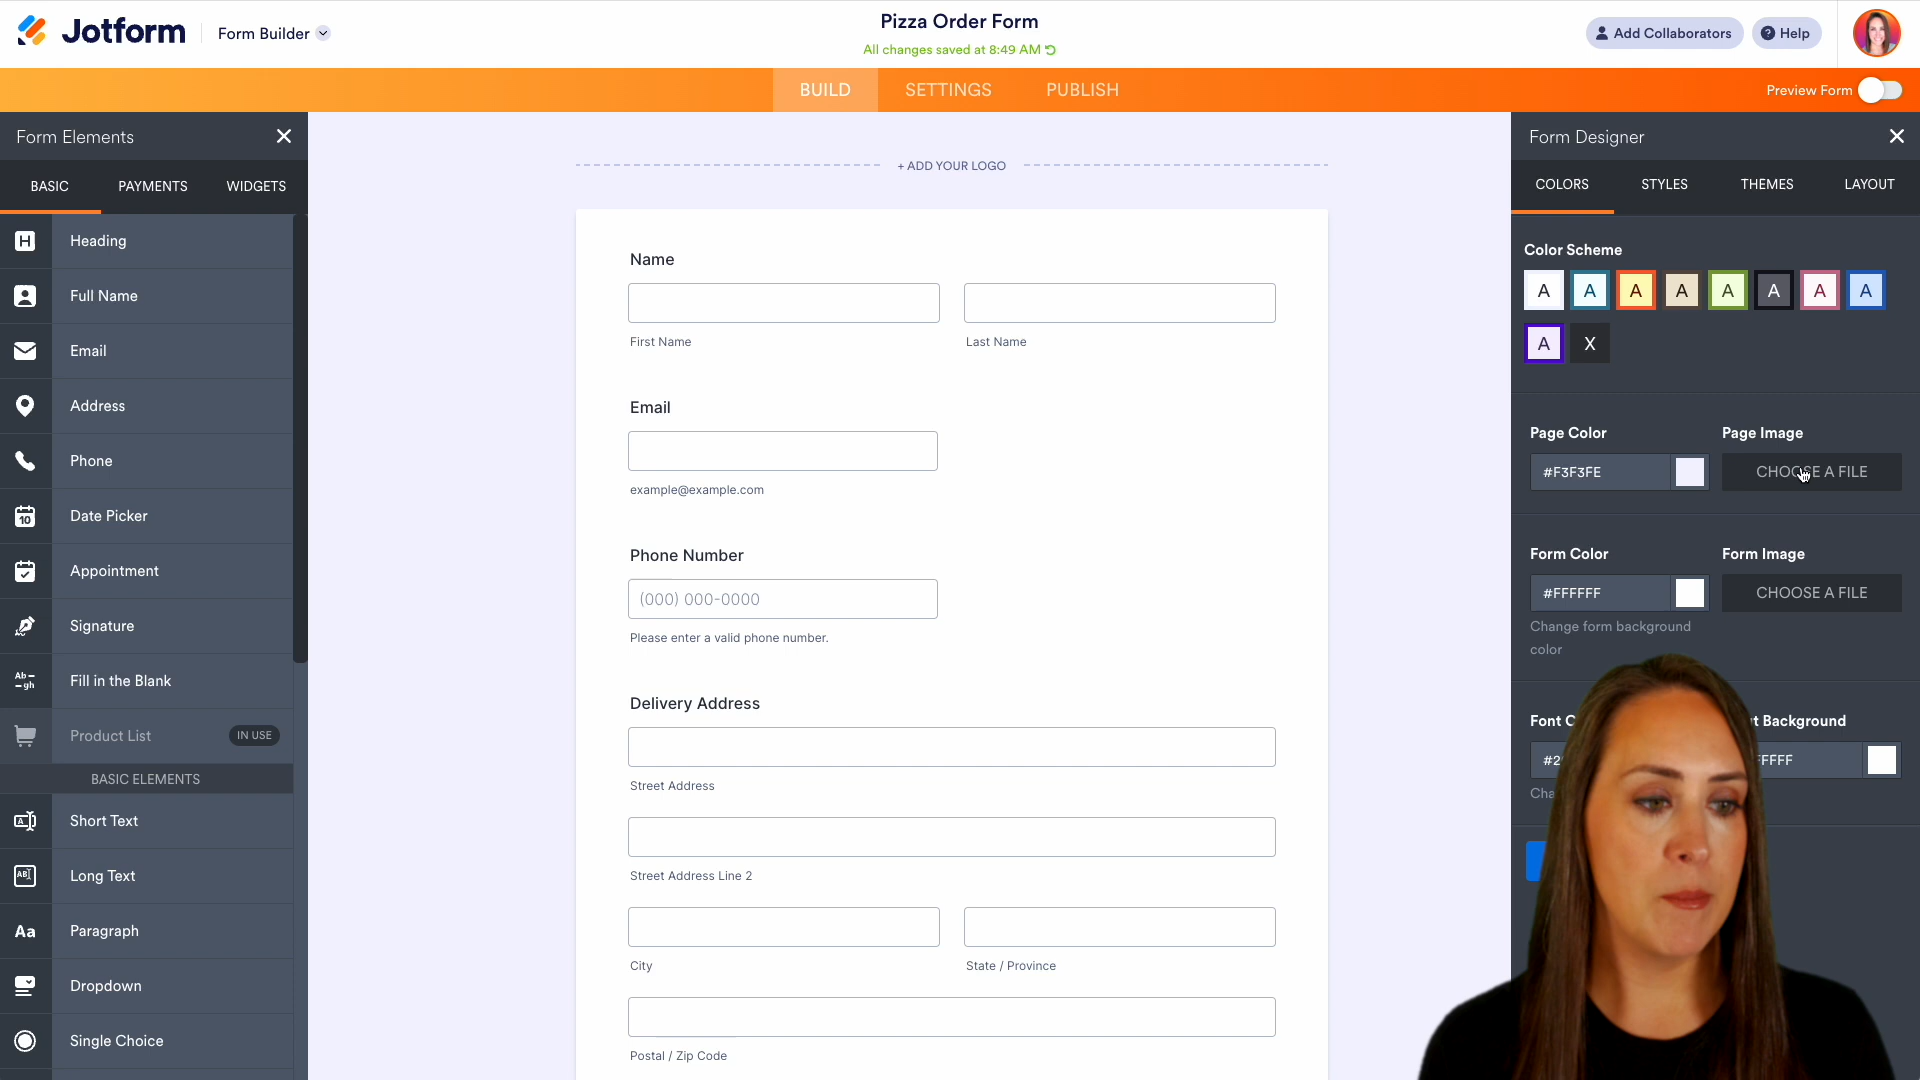 Jotform
Form Builder
Pizza Order Form
All changes saved at 8:49 AM
Add Collaborators
Help
BUILD
SETTINGS
PUBLISH
Preview Form
Form Elements
BASIC
PAYMENTS
WIDGETS
Heading
Full Name
Email
Address
Phone
Date Picker
Appointment
Signature
Fill in the Blank
Product List
IN USE
BASIC ELEMENTS
Short Text
Long Text
Paragraph
Dropdown
Single Choice
+ ADD YOUR LOGO
Name
First Name
Last Name
Email
example@example.com
Phone Number
(000) 000-0000
Please enter a valid phone number.
Delivery Address
Street Address
Street Address Line 2
City
State / Province
Postal / Zip Code
Form Designer
COLORS
STYLES
THEMES
LAYOUT
Color Scheme
A A A A A A A A
A X
Page Color
Page Image
#F3F3FE
CHOOSE A FILE
Form Color
Form Image
#FFFFFF
CHOOSE A FILE
Change form background
color
Font
Background